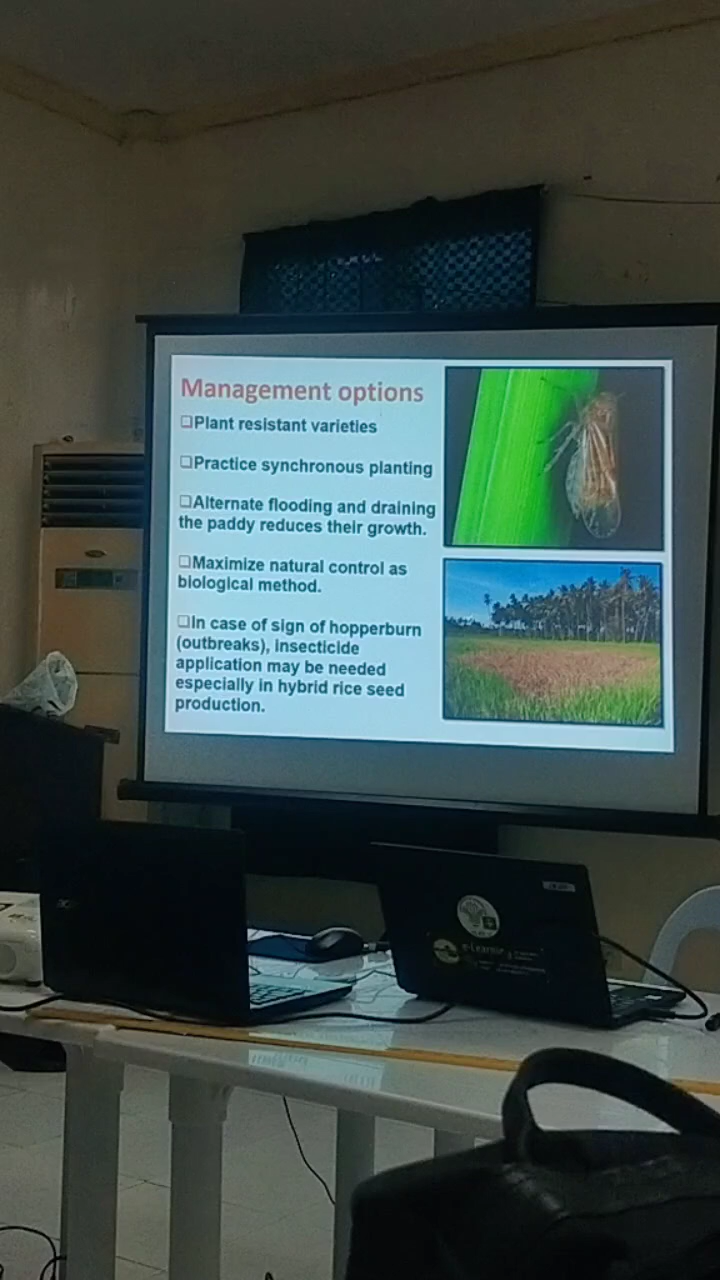 Management options
❑Plant resistant varieties
❑Practice synchronous planting
❑Alternate flooding and draining
the paddy reduces their growth.
❑Maximize natural control as
biological method.
❑In case of sign of hopperburn
(outbreaks), insecticide
application may be needed
especially in hybrid rice seed
production.
acer
e-Learnin